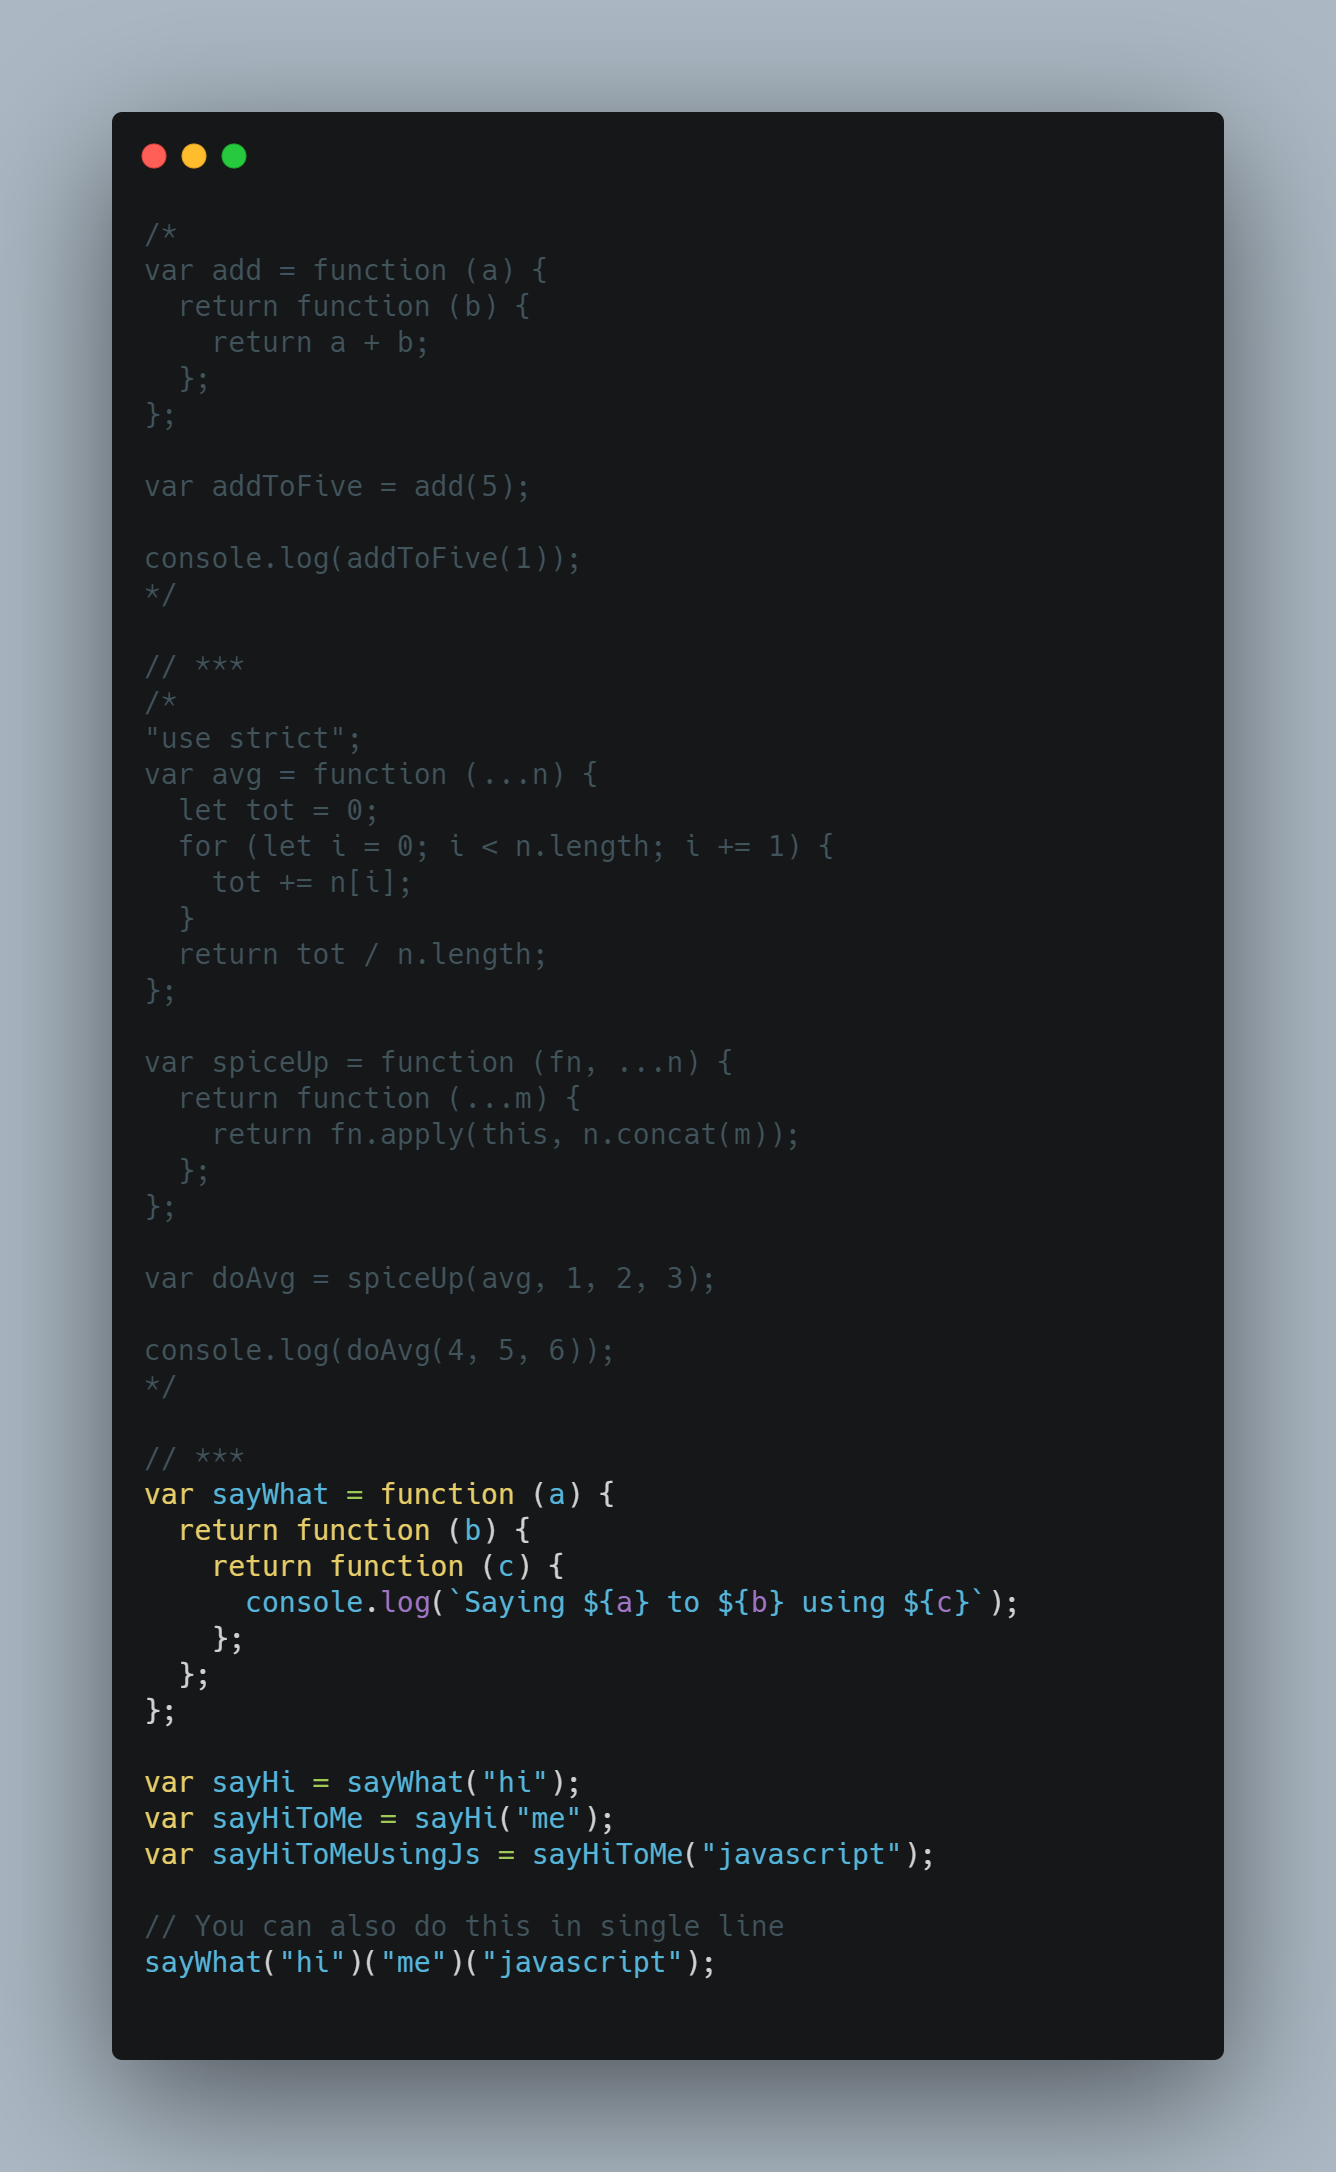 /*
var add = function (a) {
  return function (b) {
    return a + b;
  };
};

var addToFive = add(5);

console.log(addToFive(1));
*/

// ***
/*
"use strict";
var avg = function (...n) {
  let tot = 0;
  for (let i = 0; i < n.length; i += 1) {
    tot += n[i];
  }
  return tot / n.length;
};

var spiceUp = function (fn, ...n) {
  return function (...m) {
    return fn.apply(this, n.concat(m));
  };
};

var doAvg = spiceUp(avg, 1, 2, 3);

console.log(doAvg(4, 5, 6));
*/

// ***
var sayWhat = function (a) {
  return function (b) {
    return function (c) {
      console.log(`Saying ${a} to ${b} using ${c}`);
    };
  };
};

var sayHi = sayWhat("hi");
var sayHiToMe = sayHi("me");
var sayHiToMeUsingJs = sayHiToMe("javascript");

// You can also do this in single line
sayWhat("hi")("me")("javascript");